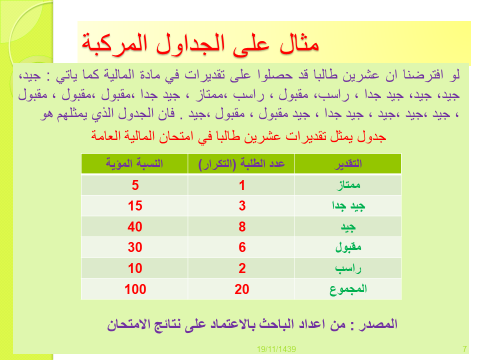 مثال على الجداول المركبة
لو افترضنا ان عشرين طالبا قد حصلوا على تقديرات في مادة المالية كما ياتي : جيد،
جيد، جيد، جيد جدا ، راسب، مقبول ، راسب ،ممتاز ، جيد جدا ،مقبول ،مقبول ، مقبول
، جيد ،جيد ،جيد ، جيد جدا ، جيد مقبول ، مقبول ،جيد . فان الجدول الذي يمثلهم هو
جدول يمثل تقديرات عشرين طالبا في امتحان المالية العامة
التقدير عدد الطلبة (التكرار) النسبة المؤية
ممتاز 1 5
جيد جدا 3 15
جيد 8 40
مقبول 6 30
راسب 2 10
المجموع 20 100
المصدر : من اعداد الباحث بالاعتماد على نتائج الامتحان
19/11/1439 7